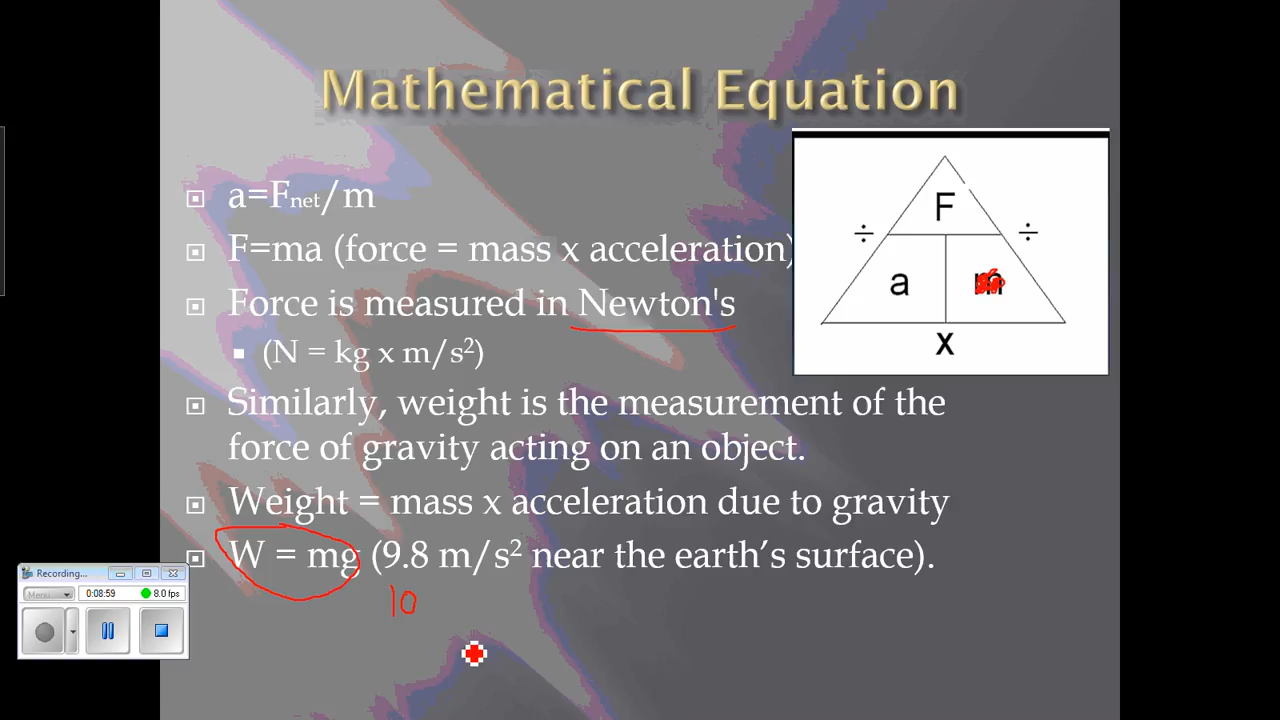 Mathematical Equation
a=Fnet/m
F=ma (force = mass x acceleration)
Force is measured in Newton's
(N = kg x m/s²)
Similarly, weight is the measurement of the
force of gravity acting on an object.
Weight = mass x acceleration due to gravity
W = mg (9.8 m/s² near the earth's surface).
10
F
÷ ÷
a m
x
Recording...
Menu 0:08:59 8.0 fps